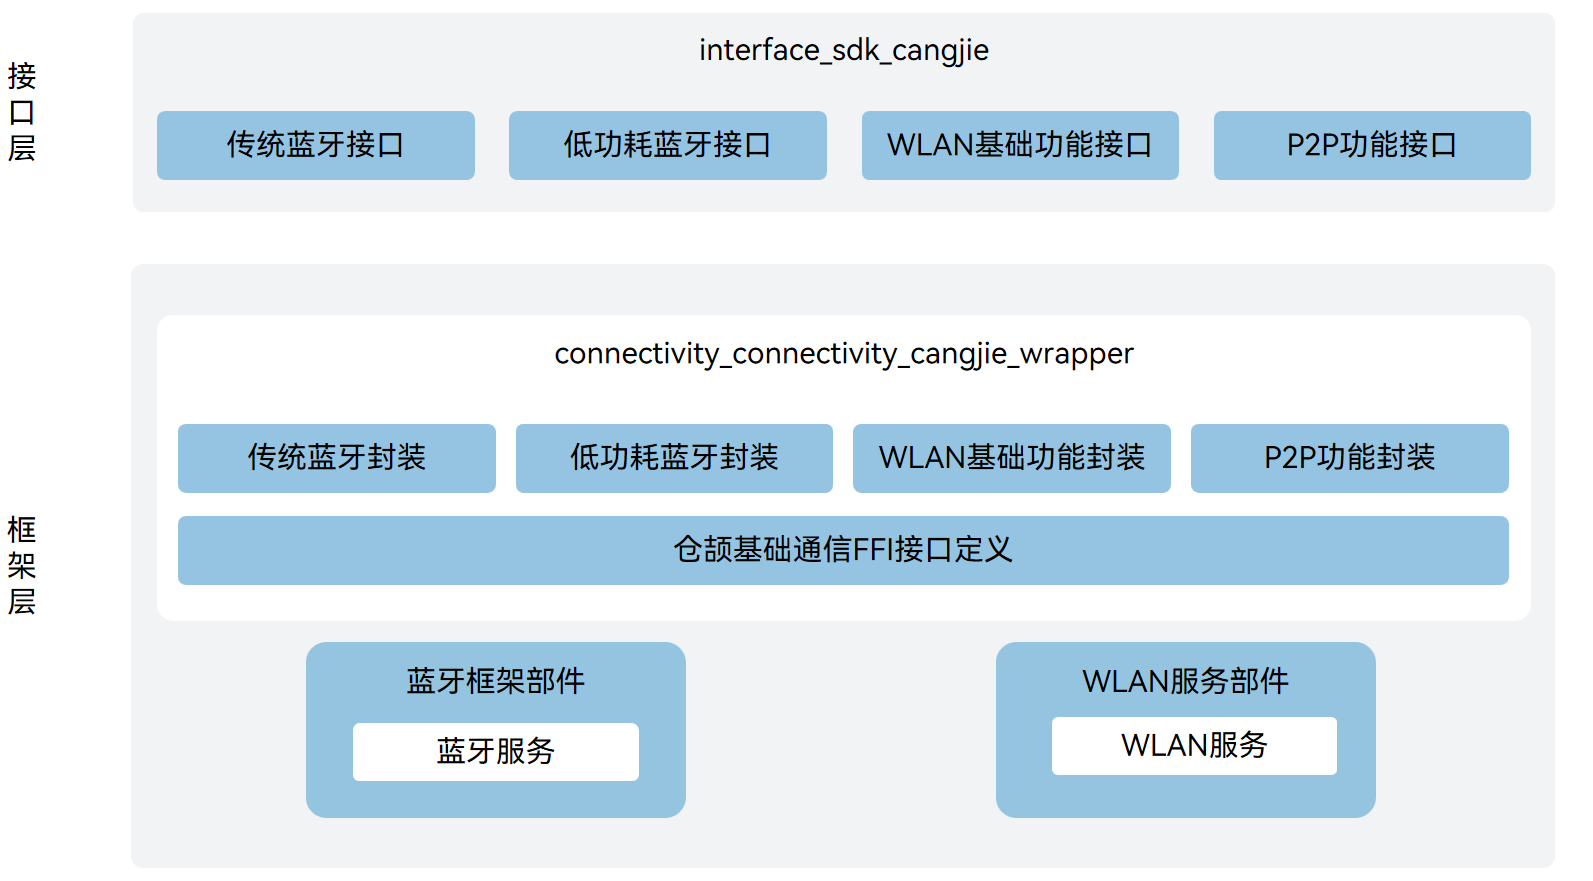 接口层
interface_sdk_cangjie
传统蓝牙接口
低功耗蓝牙接口
WLAN基础功能接口
P2P功能接口
框架层
connectivity_connectivity_cangjie_wrapper
传统蓝牙封装
低功耗蓝牙封装
WLAN基础功能封装
P2P功能封装
仓颉基础通信FFI接口定义
蓝牙框架部件
蓝牙服务
WLAN服务部件
WLAN服务